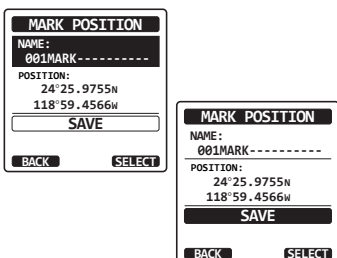 MARK POSITION
NAME:
001MARK----------
POSITION:
24°25.9755N
118°59.4566W
SAVE
BACK SELECT
MARK POSITION
NAME:
001MARK----------
POSITION:
24°25.9755N
118°59.4566W
SAVE
BACK SELECT